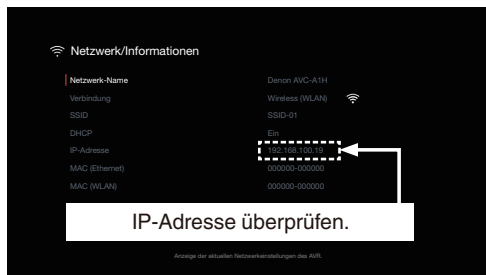 Netzwerk/Informationen
Netzwerk-Name Denon AVC-A1H
Verbindung Wireless (WLAN)
SSID SSID-01
DHCP Ein
IP-Adresse 192.168.100.19
MAC (Ethernet) 000000-000000
MAC (WLAN) 000000-000000
IP-Adresse überprüfen.
Anzeige der aktuellen Netzwerkeinstellungen des AVR.